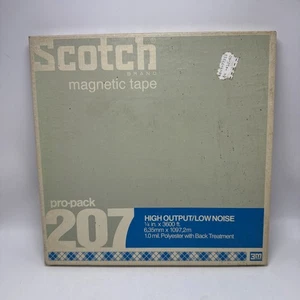 Scotch
BRAND
magnetic tape
pro-pack
207
HIGH OUTPUT/LOW NOISE
¼ in. x 3600 ft.
6,35mm x 1097,2m
1.0 mil. Polyester with Back Treatment
3M